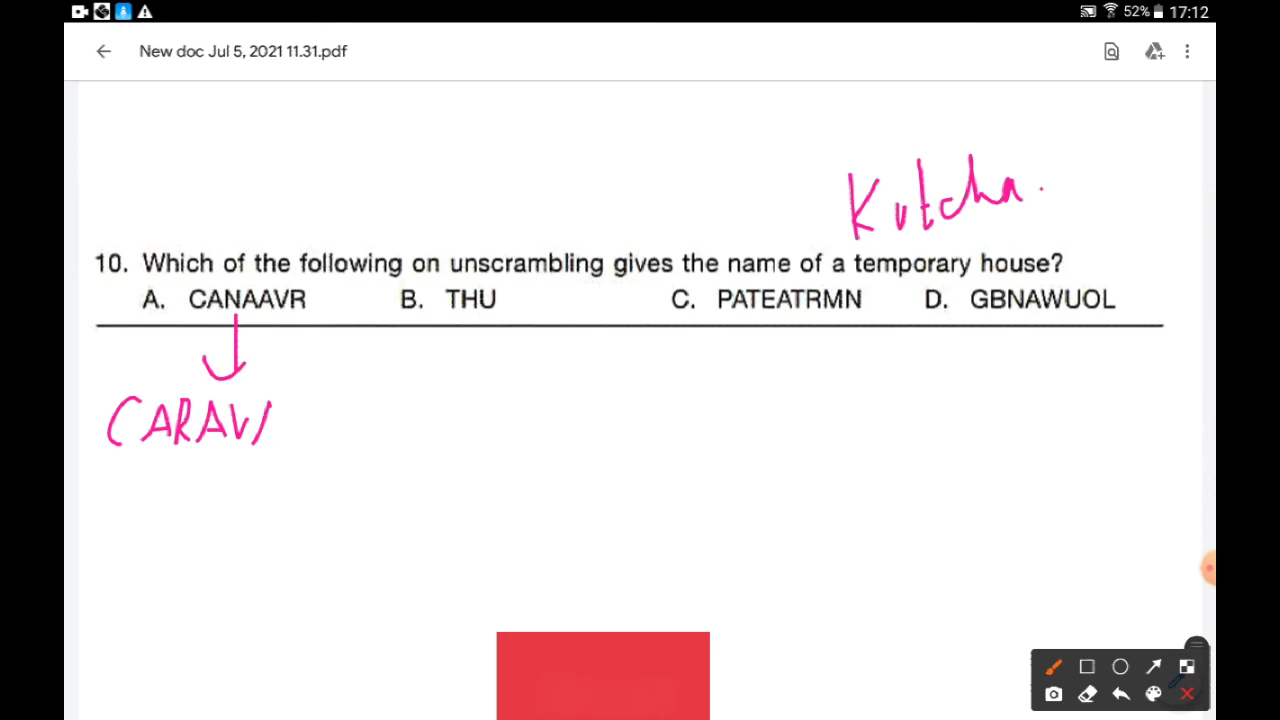 17:12
52%
New doc Jul 5, 2021 11.31.pdf
Kutcha.
10. Which of the following on unscrambling gives the name of a temporary house?
A. CANAAVR B. THU C. PATEATRMN D. GBNAWUOL
CARAV